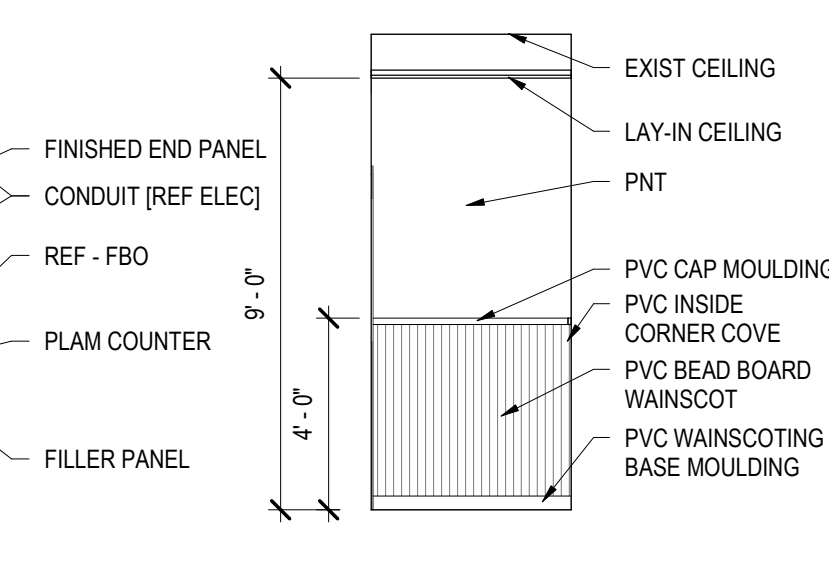 FINISHED END PANEL
CONDUIT [REF ELEC]
REF - FBO
PLAM COUNTER
FILLER PANEL
9' - 0"
4' - 0"
EXIST CEILING
LAY-IN CEILING
PNT
PVC CAP MOULDING
PVC INSIDE
CORNER COVE
PVC BEAD BOARD
WAINSCOT
PVC WAINSCOTING
BASE MOULDING